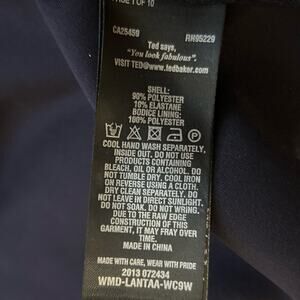 PAGE 1 OF 10
CA25459 RN95229
Ted says,
"You look fabulous".
VISIT TED@www.tedbaker.com
SHELL:
90% POLYESTER
10% ELASTANE
BODICE LINING:
100% POLYESTER
COOL HAND WASH SEPARATELY.
INSIDE OUT. DO NOT USE
PRODUCTS CONTAINING
BLEACH, OIL OR ALCOHOL. DO
NOT TUMBLE DRY. COOL IRON
ON REVERSE USING A CLOTH.
DRY CLEAN SEPARATELY. DO
NOT LEAVE IN DIRECT SUNLIGHT.
DO NOT SOAK. DO NOT WRING.
DUE TO THE RAW EDGE
CONSTRUCTION OF THIS
GARMENT, IT MAY FRAY OVER
TIME.
MADE IN CHINA
MADE WITH CARE, WEAR WITH PRIDE
2013 072434
WMD-LANTAA-WC9W